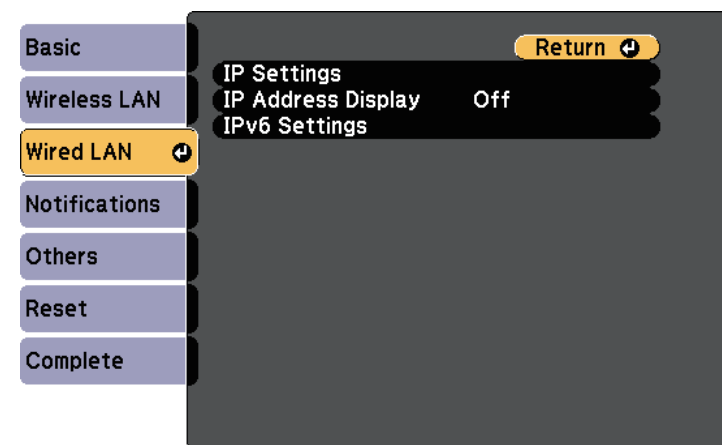 Basic
Wireless LAN
Wired LAN
Notifications
Others
Reset
Complete
Return
IP Settings
IP Address Display Off
IPv6 Settings